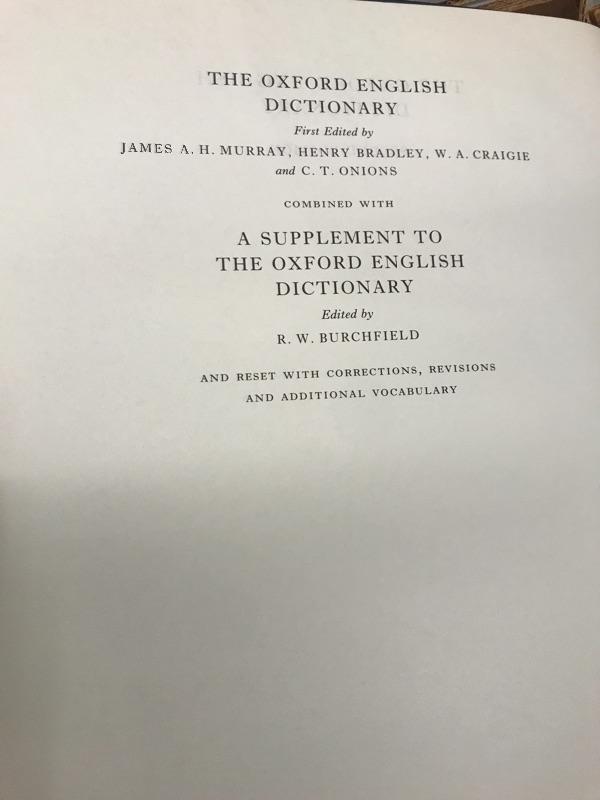 THE OXFORD ENGLISH
DICTIONARY
First Edited by
JAMES A. H. MURRAY, HENRY BRADLEY, W. A. CRAIGIE
and C. T. ONIONS
COMBINED WITH
A SUPPLEMENT TO
THE OXFORD ENGLISH
DICTIONARY
Edited by
R. W. BURCHFIELD
AND RESET WITH CORRECTIONS, REVISIONS
AND ADDITIONAL VOCABULARY